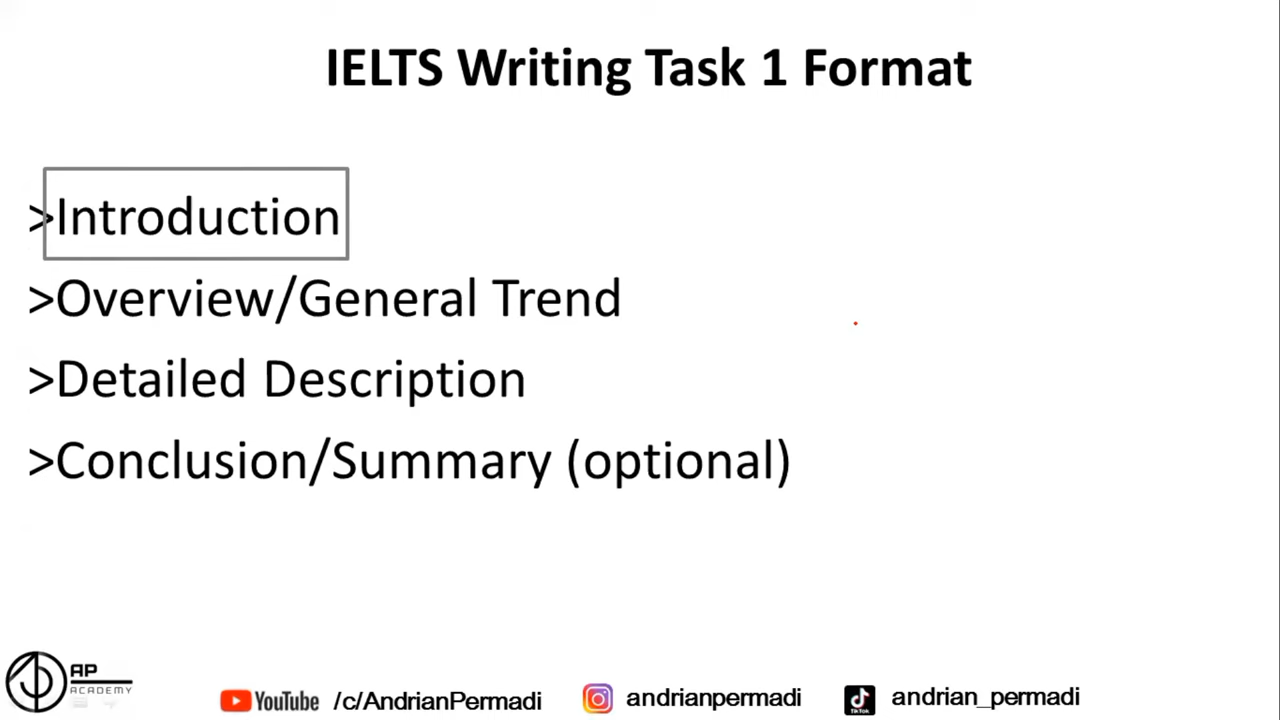 IELTS Writing Task 1 Format
>Introduction
>Overview/General Trend
>Detailed Description
>Conclusion/Summary (optional)
AP
ACADEMY
YouTube /c/AndrianPermadi
andrianpermadi
TikTok
andrian_permadi